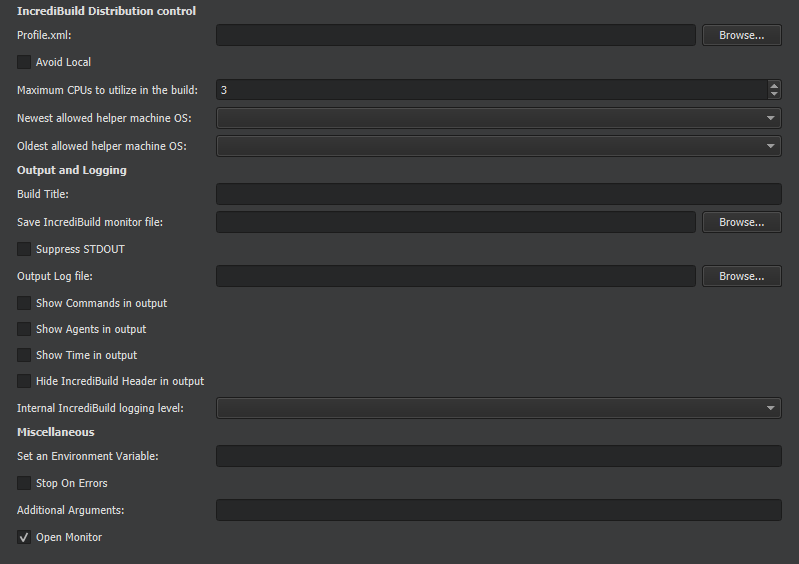 IncrediBuild Distribution control
Profile.xml: Browse...
Avoid Local
Maximum CPUs to utilize in the build: 3
Newest allowed helper machine OS:
Oldest allowed helper machine OS:
Output and Logging
Build Title:
Save IncrediBuild monitor file: Browse...
Suppress STDOUT
Output Log file: Browse...
Show Commands in output
Show Agents in output
Show Time in output
Hide IncrediBuild Header in output
Internal IncrediBuild logging level:
Miscellaneous
Set an Environment Variable:
Stop On Errors
Additional Arguments:
Open Monitor